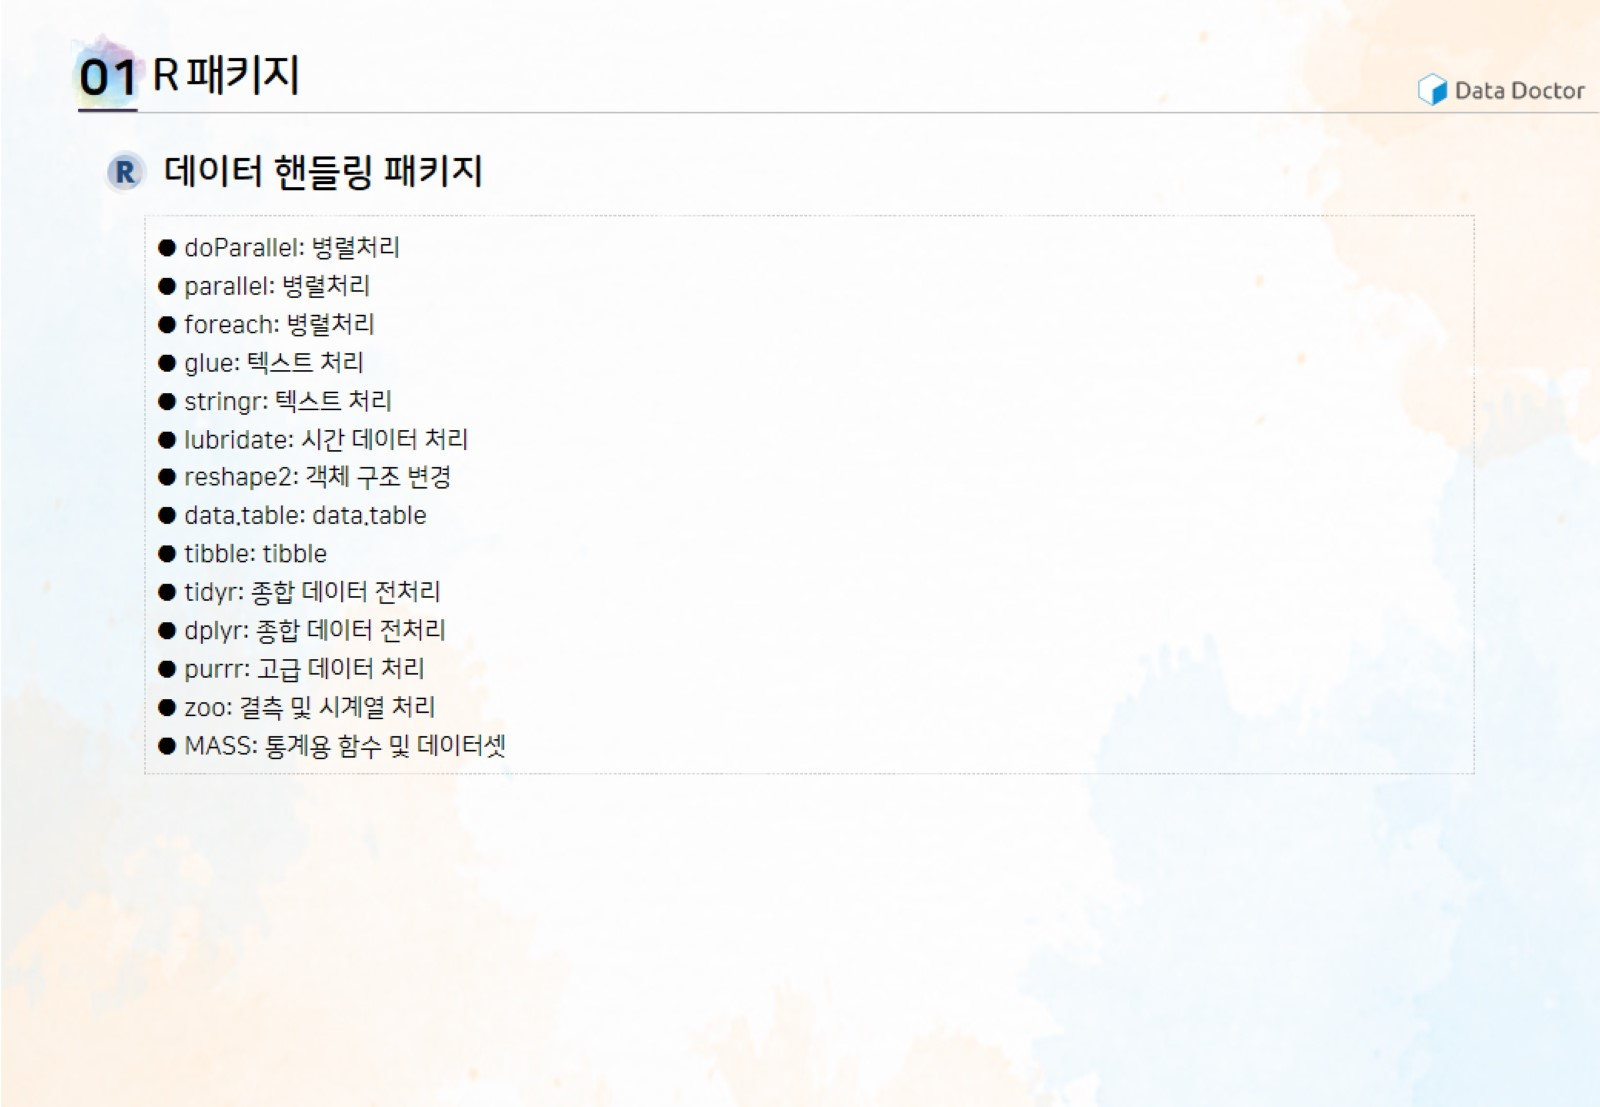 01 R 패키지
Data Doctor
R 데이터 핸들링 패키지
● doParallel: 병렬처리
● parallel: 병렬처리
● foreach: 병렬처리
● glue: 텍스트 처리
● stringr: 텍스트 처리
● lubridate: 시간 데이터 처리
● reshape2: 객체 구조 변경
● data.table: data.table
● tibble: tibble
● tidyr: 종합 데이터 전처리
● dplyr: 종합 데이터 전처리
● purrr: 고급 데이터 처리
● zoo: 결측 및 시계열 처리
● MASS: 통계용 함수 및 데이터셋